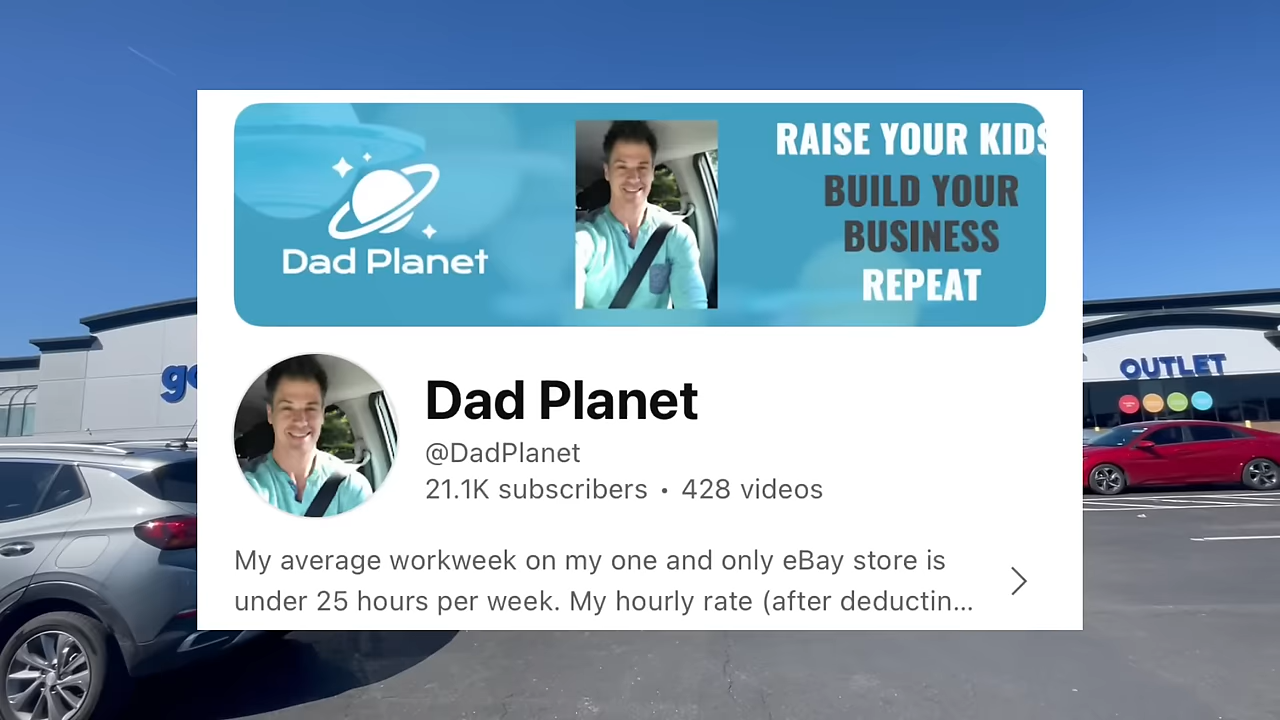 Dad Planet
RAISE YOUR KIDS
BUILD YOUR
BUSINESS
REPEAT
Dad Planet
@DadPlanet
21.1K subscribers • 428 videos
My average workweek on my one and only eBay store is
under 25 hours per week. My hourly rate (after deductin...
go
OUTLET